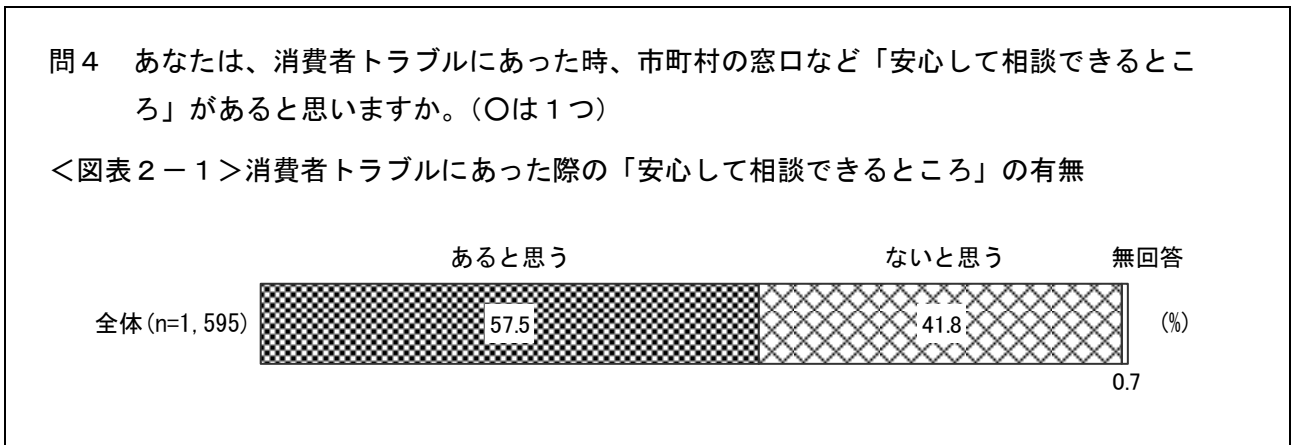 問４　あなたは、消費者トラブルにあった時、市町村の窓口など「安心して相談できるとこ
ろ」があると思いますか。（〇は１つ）
＜図表２－１＞消費者トラブルにあった際の「安心して相談できるところ」の有無
あると思う　ないと思う　無回答
全体(n=1,595)　57.5　41.8　(%)
0.7